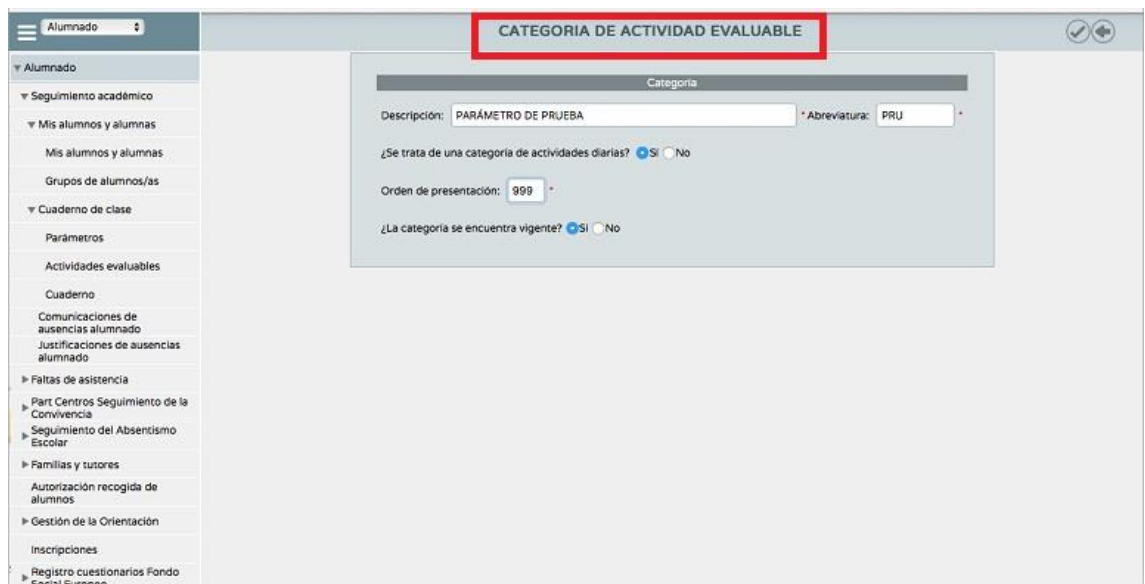 Alumnado
CATEGORIA DE ACTIVIDAD EVALUABLE
Alumnado
Seguimiento académico
Mis alumnos y alumnas
Mis alumnos y alumnas
Grupos de alumnos/as
Cuaderno de clase
Parámetros
Actividades evaluables
Cuaderno
Comunicaciones de
ausencias alumnado
Justificaciones de ausencias
alumnado
Faltas de asistencia
Part Centros Seguimiento de la
Convivencia
Seguimiento del Absentismo
Escolar
Familias y tutores
Autorización recogida de
alumnos
Gestión de la Orientación
Inscripciones
Registro cuestionarios Fondo
Social Europeo
Categoría
Descripción: PARÁMETRO DE PRUEBA * Abreviatura: PRU *
¿Se trata de una categoría de actividades diarias? Sí No
Orden de presentación: 999 *
¿La categoría se encuentra vigente? Sí No